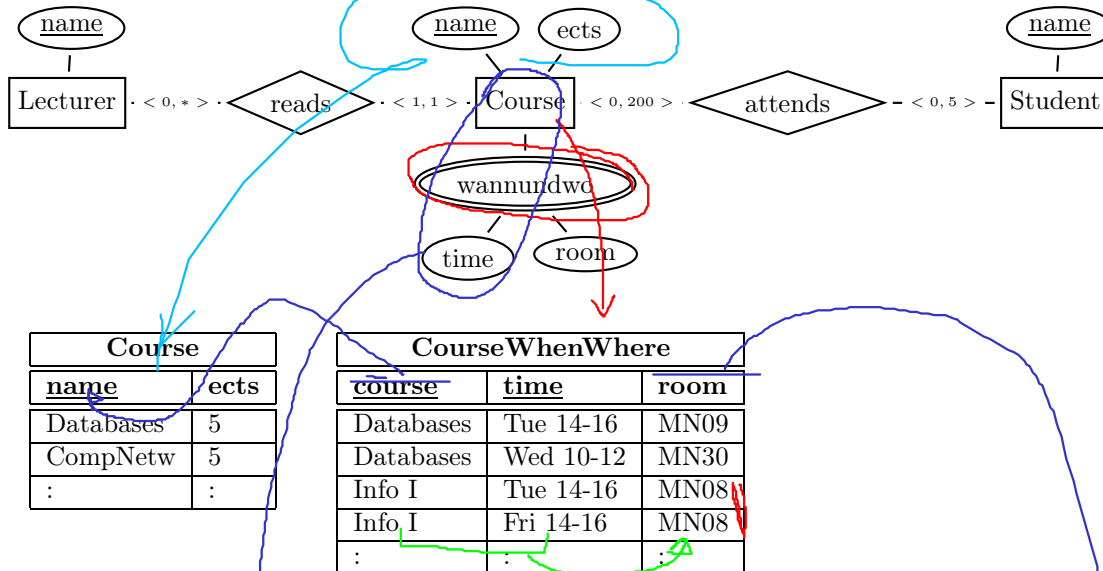 name name ects name
Lecturer < 0, ∗ > reads < 1, 1 > Course < 0, 200 > attends < 0, 5 > Student
wannundwo
time room
Course
name ects
Databases 5
CompNetw 5
: :
CourseWhenWhere
course time room
Databases Tue 14-16 MN09
Databases Wed 10-12 MN30
Info I Tue 14-16 MN08
Info I Fri 14-16 MN08
: : :